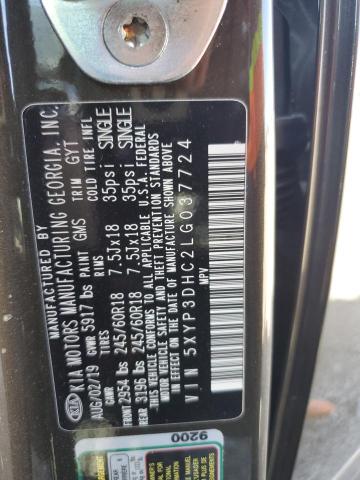 MANUFACTURED BY
KIA KIA MOTORS MANUFACTURING GEORGIA, INC.
AUG/02/19 PAINT GMS TRIM GYT
GVWR 5917 lbs
GAWR TIRES RIMS COLD TIRE INFL
FRONT 2954 lbs 245/60R18 7.5Jx18 35psi SINGLE
REAR 3196 lbs 245/60R18 7.5Jx18 35psi SINGLE
THIS VEHICLE CONFORMS TO ALL APPLICABLE U.S.A. FEDERAL
MOTOR VEHICLE SAFETY AND THEFT PREVENTION STANDARDS
IN EFFECT ON THE DATE OF MANUFACTURE SHOWN ABOVE.
VIN 5XYP3DHC2LG037724
MPV
9200